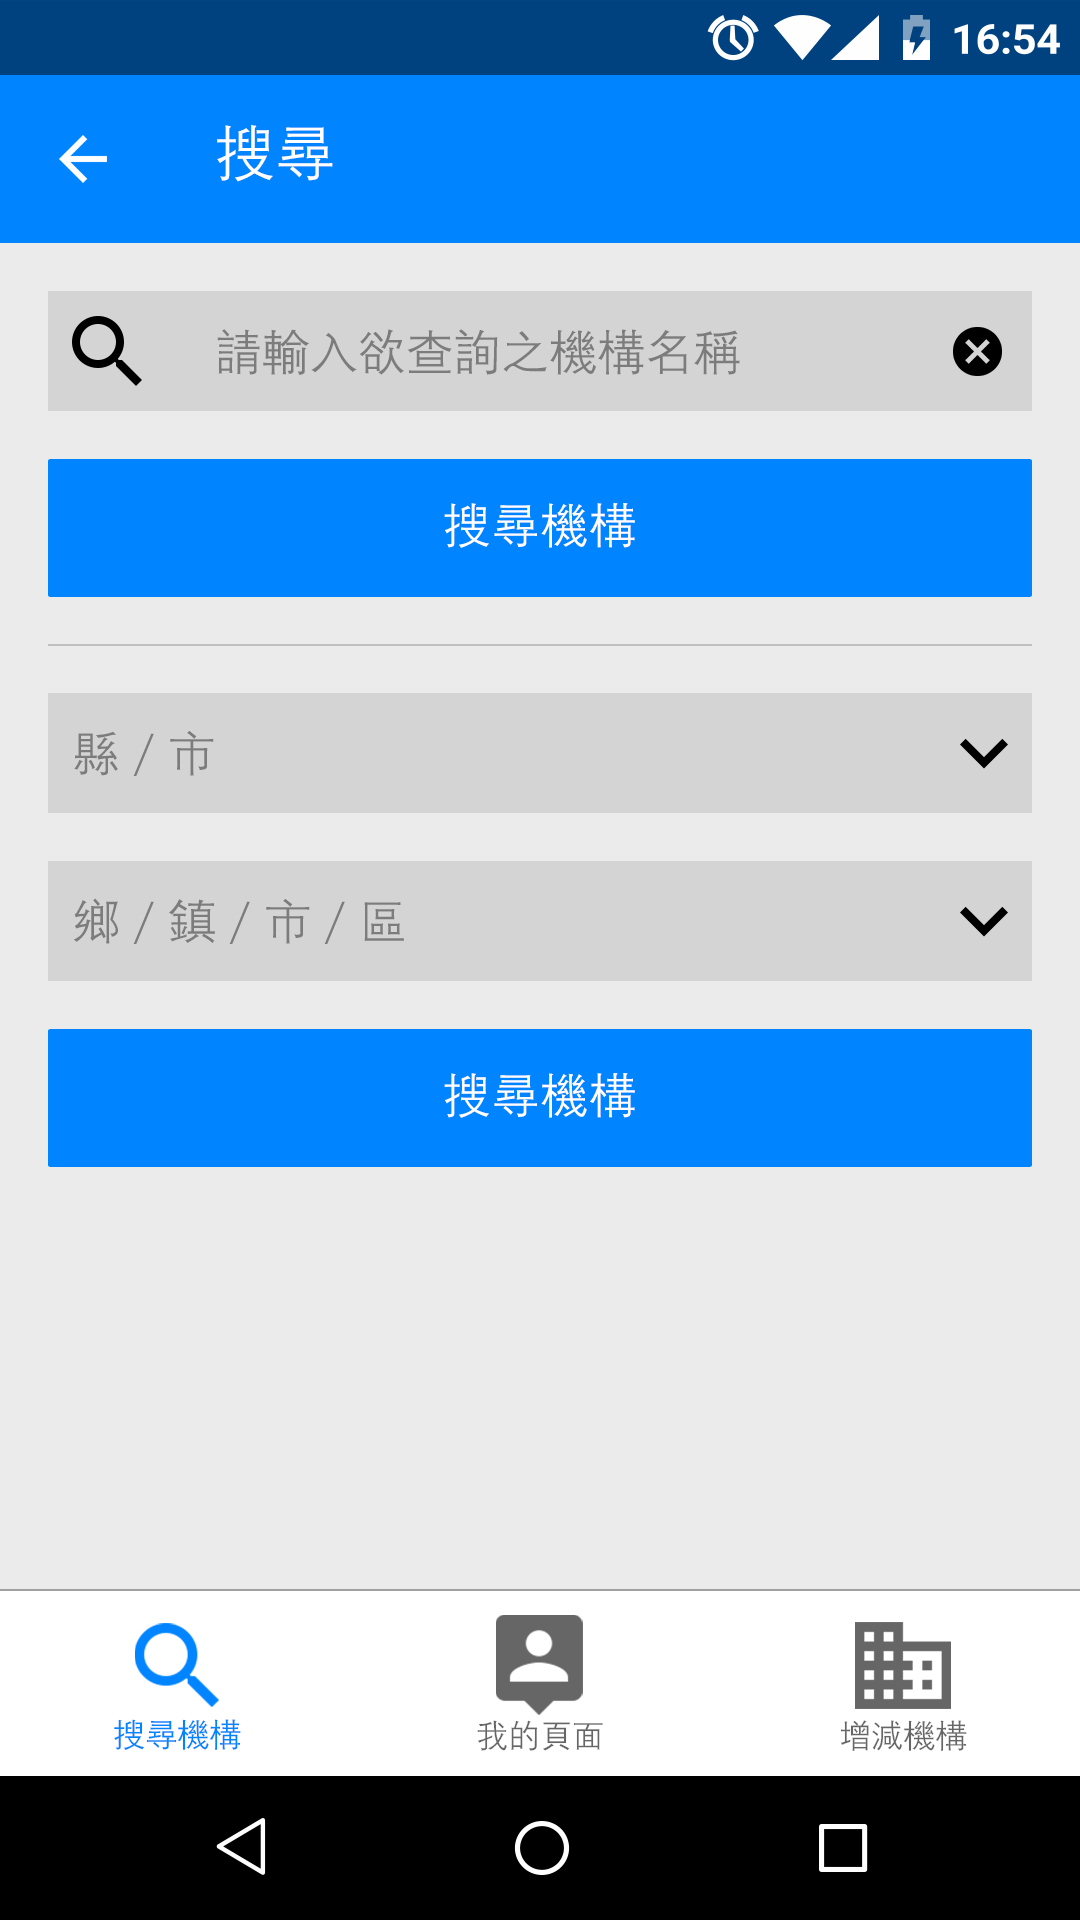 16:54
搜尋
請輸入欲查詢之機構名稱
搜尋機構
縣 / 市
鄉 / 鎮 / 市 / 區
搜尋機構
搜尋機構
我的頁面
增減機構